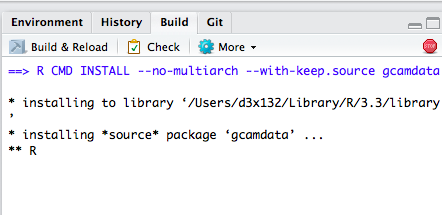 Environment History Build Git
Build & Reload Check More STOP
==> R CMD INSTALL --no-multiarch --with-keep.source gcamdata
* installing to library ‘/Users/d3x132/Library/R/3.3/library
’
* installing *source* package ‘gcamdata’ ...
** R